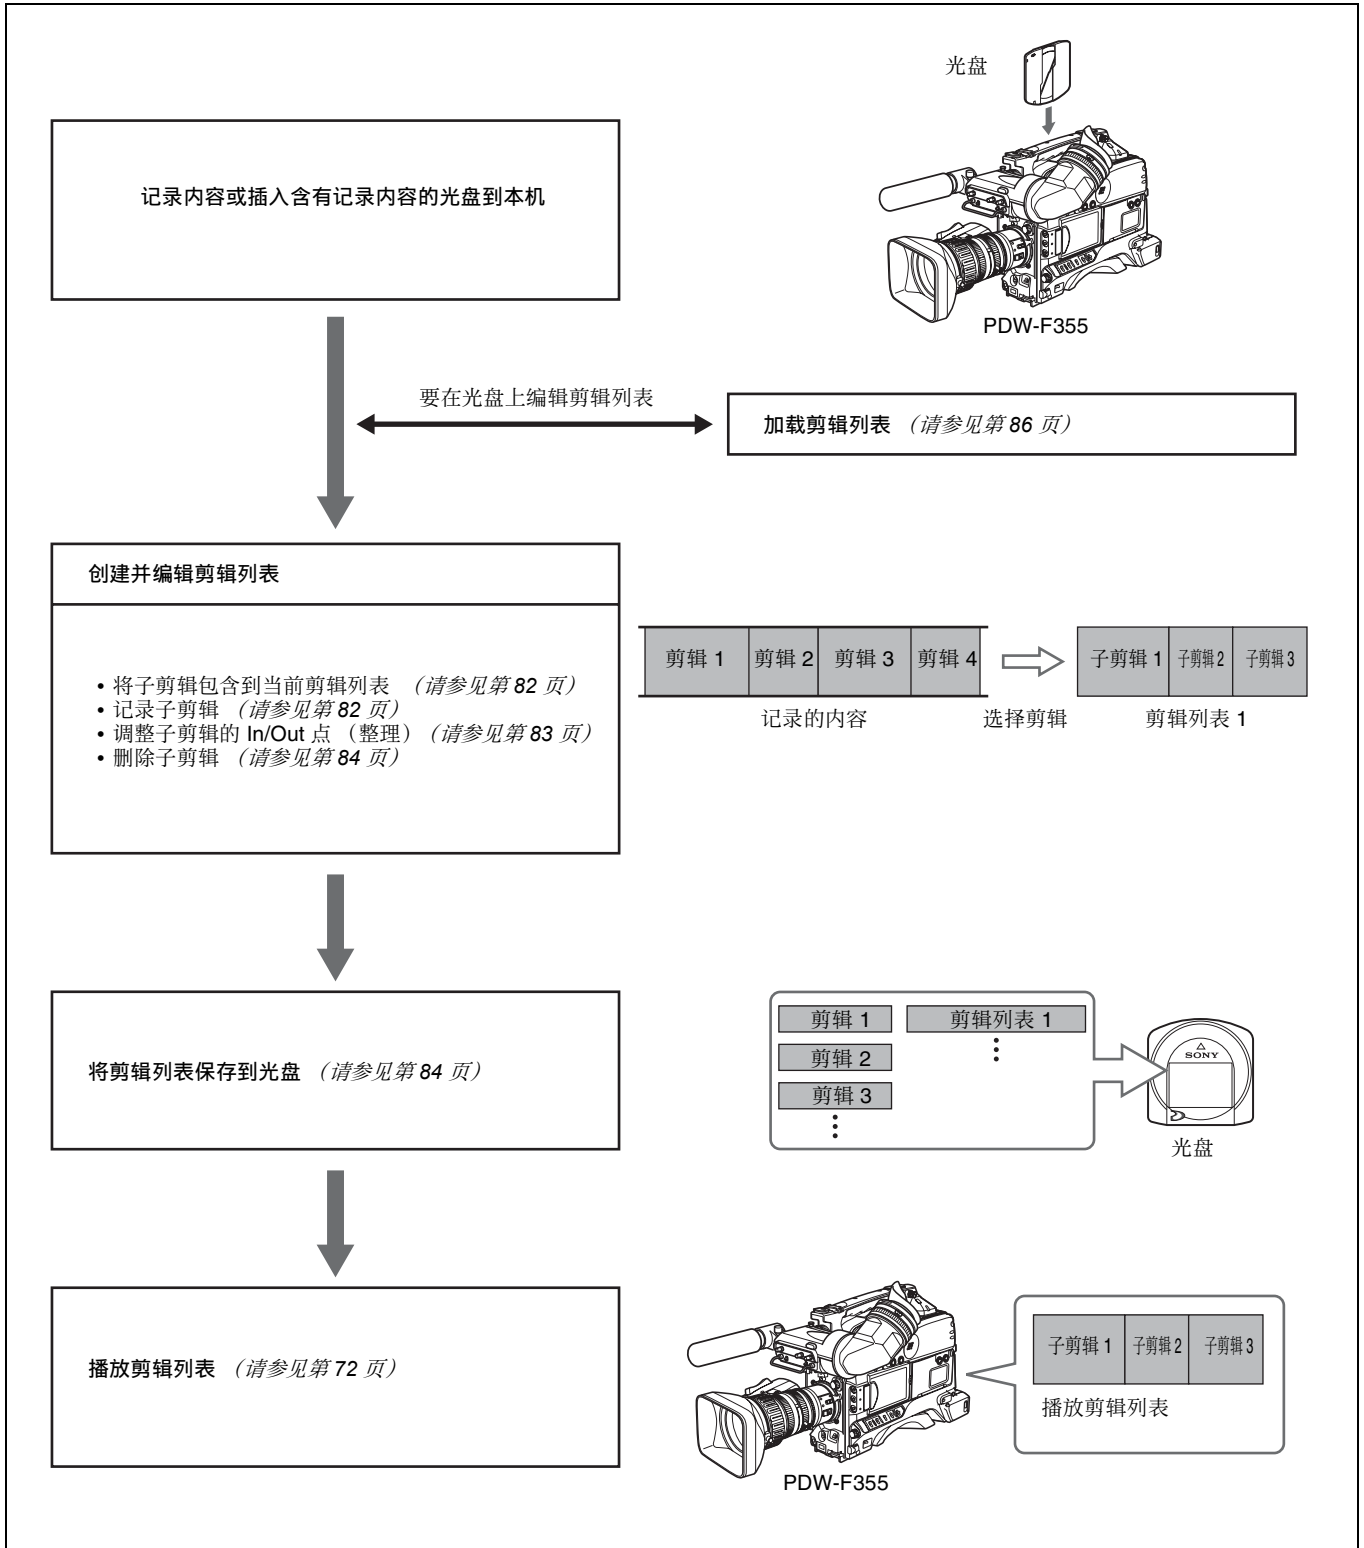 光盘
记录内容或插入含有记录内容的光盘到本机
PDW-F355
要在光盘上编辑剪辑列表
加载剪辑列表 （请参见第 86 页）
创建并编辑剪辑列表
• 将子剪辑包含到当前剪辑列表 （请参见第 82 页）
• 记录子剪辑 （请参见第 82 页）
• 调整子剪辑的 In/Out 点 （整理）（请参见第 83 页）
• 删除子剪辑 （请参见第 84 页）
剪辑 1 剪辑 2 剪辑 3 剪辑 4
子剪辑 1 子剪辑 2 子剪辑 3
记录的内容 选择剪辑 剪辑列表 1
将剪辑列表保存到光盘 （请参见第 84 页）
剪辑 1 剪辑列表 1
剪辑 2
剪辑 3
SONY
光盘
播放剪辑列表 （请参见第 72 页）
子剪辑 1 子剪辑 2 子剪辑 3
播放剪辑列表
PDW-F355